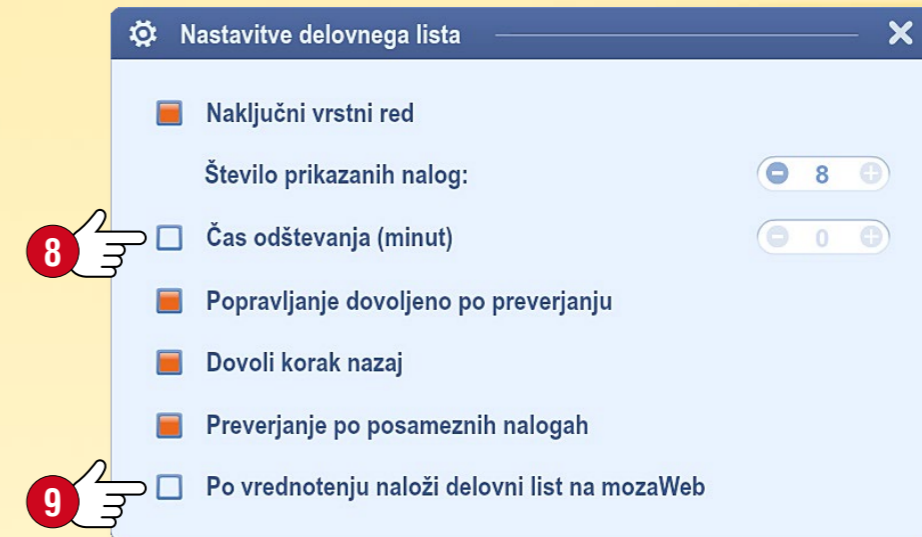 Nastavitve delovnega lista
Naključni vrstni red
Število prikazanih nalog: 8
8 Čas odštevanja (minut) 0
Popravljanje dovoljeno po preverjanju
Dovoli korak nazaj
Preverjanje po posameznih nalogah
9 Po vrednotenju naloži delovni list na mozaWeb